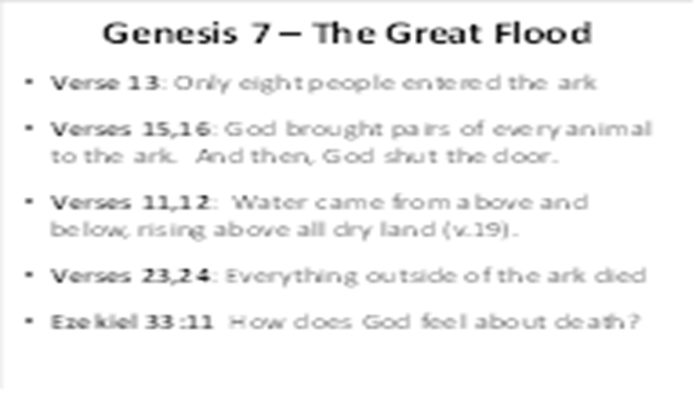 Genesis 7 – The Great Flood
• Verse 13: Only eight people entered the ark
• Verses 15,16: God brought pairs of every animal
to the ark.  And then, God shut the door.
• Verses 11,12:  Water came from above and
below, rising above all dry land (v.19).
• Verses 23,24: Everything outside of the ark died
• Ezekiel 33:11  How does God feel about death?